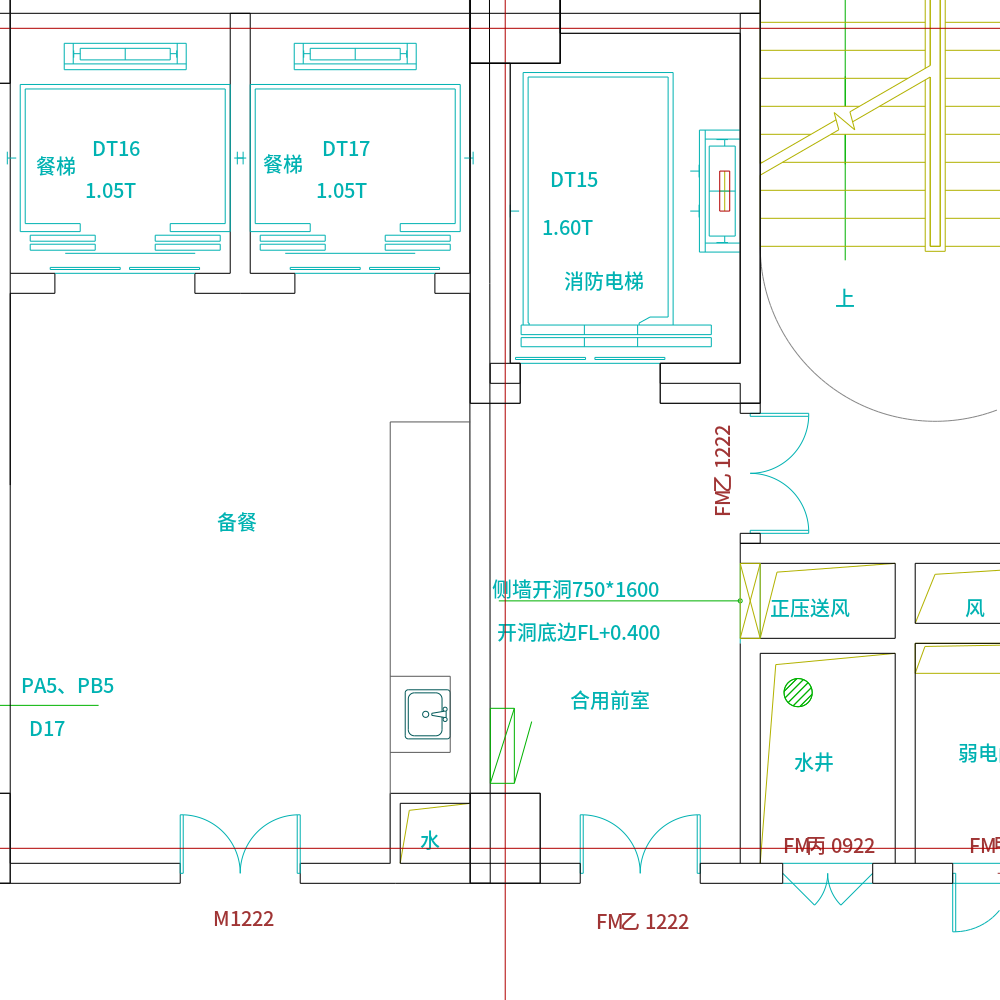 DT16
餐梯
1.05T
DT17
餐梯
1.05T
DT15
1.60T
消防电梯
上
FM乙 1222
备餐
侧墙开洞750*1600
开洞底边FL+0.400
正压送风
风
PA5、PB5
D17
合用前室
水井
弱电
水
FM丙 0922
FM
M1222
FM乙 1222